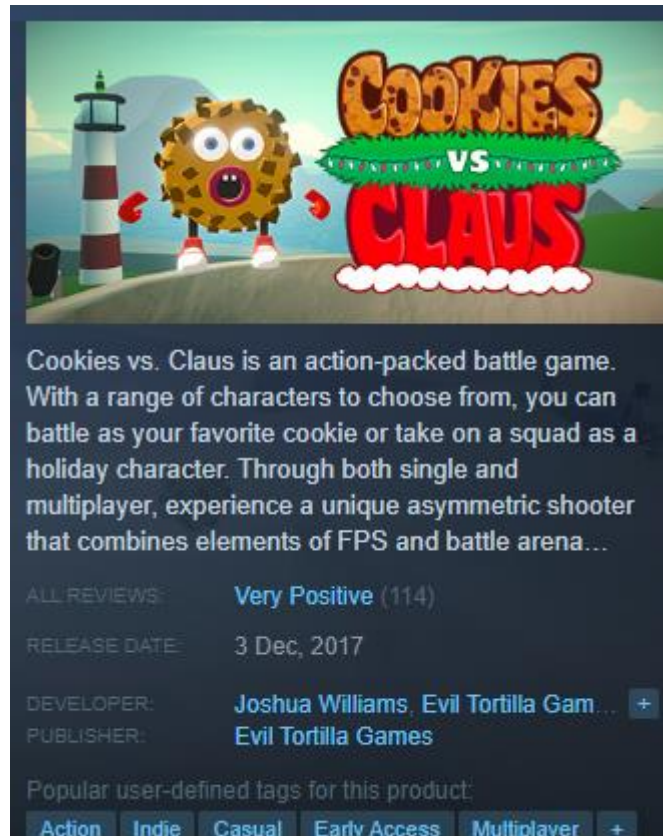 COOKIES
VS
CLAUS
Cookies vs. Claus is an action-packed battle game.
With a range of characters to choose from, you can
battle as your favorite cookie or take on a squad as a
holiday character. Through both single and
multiplayer, experience a unique asymmetric shooter
that combines elements of FPS and battle arena...
ALL REVIEWS: Very Positive (114)
RELEASE DATE: 3 Dec, 2017
DEVELOPER: Joshua Williams, Evil Tortilla Gam... +
PUBLISHER: Evil Tortilla Games
Popular user-defined tags for this product:
Action Indie Casual Early Access Multiplayer +